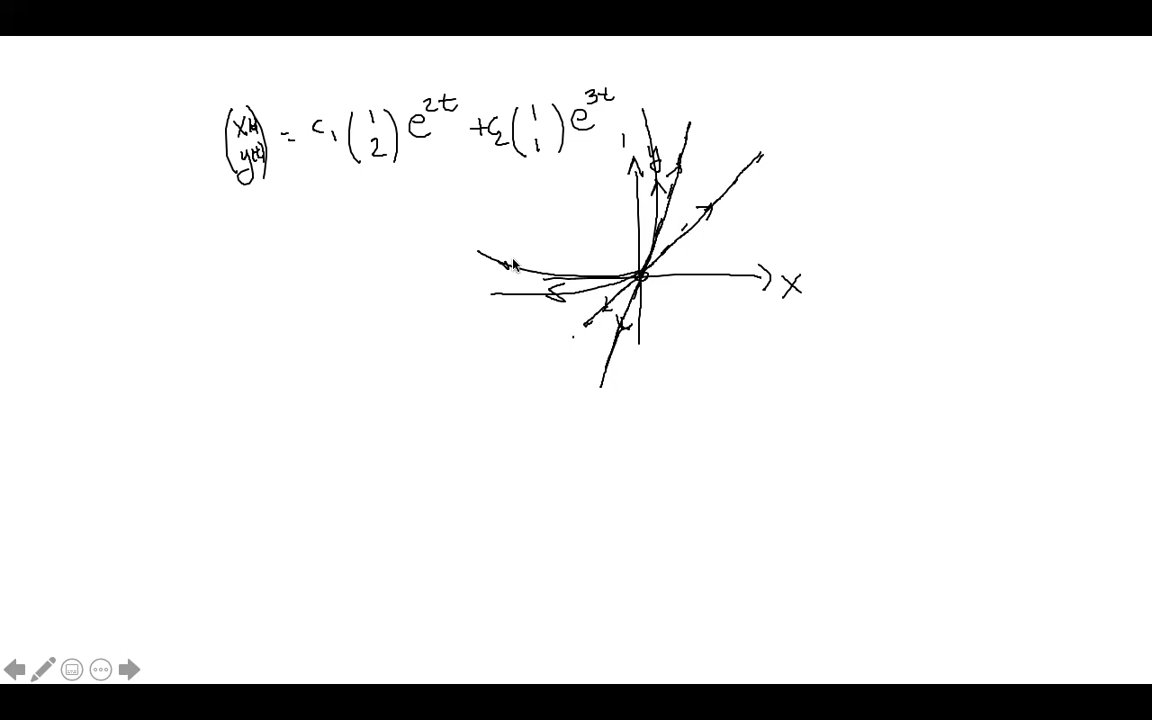 (x(t) y(t)) = c₁ (1 2) e^2t + c₂ (1 1) e^3t
y
x